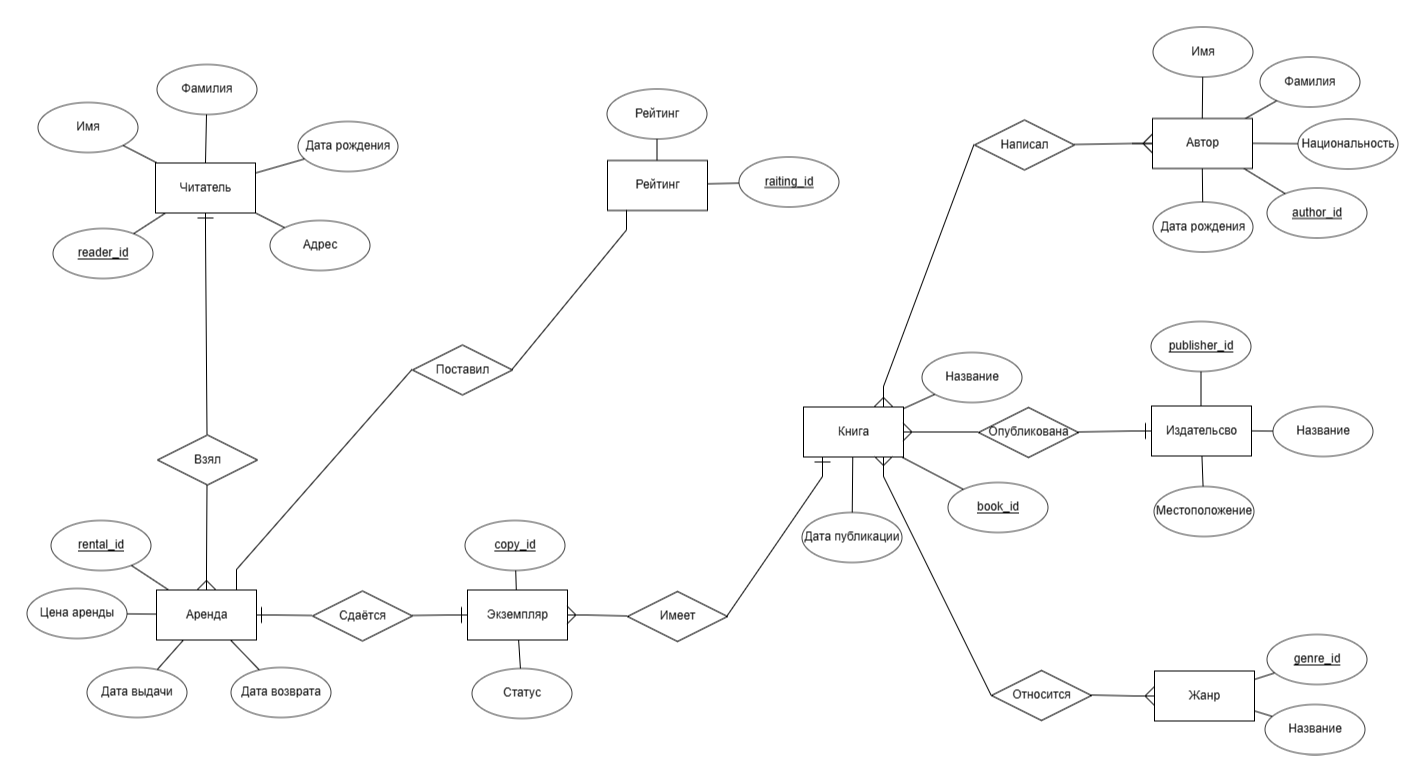 Имя
Фамилия
Фамилия
Имя
Рейтинг
Дата рождения
Автор
Национальность
Написал
Читатель
Рейтинг
raiting_id
author_id
Дата рождения
reader_id
Адрес
publisher_id
Поставил
Название
Книга
Опубликована
Издательсво
Название
Взял
book_id
Местоположение
Дата публикации
rental_id
copy_id
Цена аренды
Аренда
Сдаётся
Экземпляр
Имеет
genre_id
Дата выдачи
Дата возврата
Статус
Относится
Жанр
Название